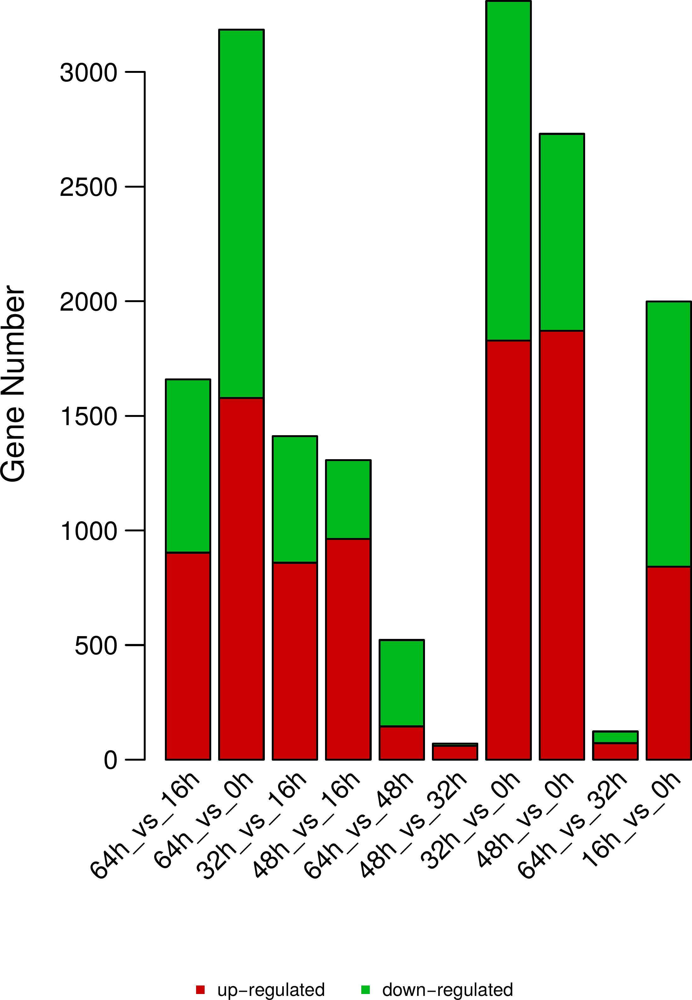 Gene Number
3000
2500
2000
1500
1000
500
0
64h_vs_16h
64h_vs_0h
32h_vs_16h
48h_vs_16h
64h_vs_48h
48h_vs_32h
32h_vs_0h
48h_vs_0h
64h_vs_32h
16h_vs_0h
up-regulated
down-regulated